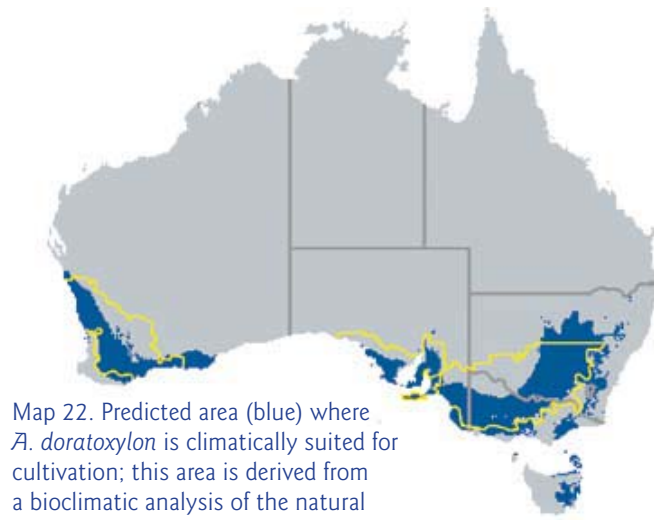 Map 22. Predicted area (blue) where
A. doratoxylon is climatically suited for
cultivation; this area is derived from
a bioclimatic analysis of the natural